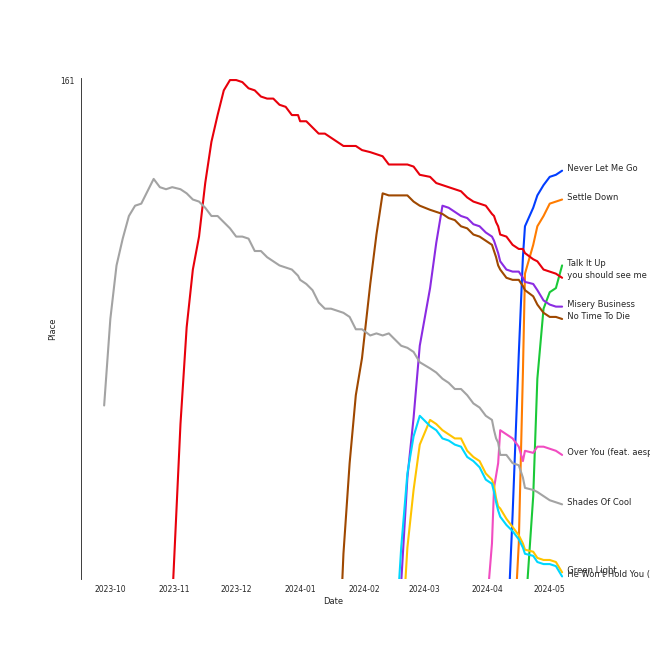 161
Never Let Me Go
Settle Down
Talk It Up
you should see me
Misery Business
No Time To Die
Over You (feat. aesp
Shades Of Cool
Green Light
He Won't Hold You (
Place
2023-10
2023-11
2023-12
2024-01
2024-02
2024-03
2024-04
2024-05
Date